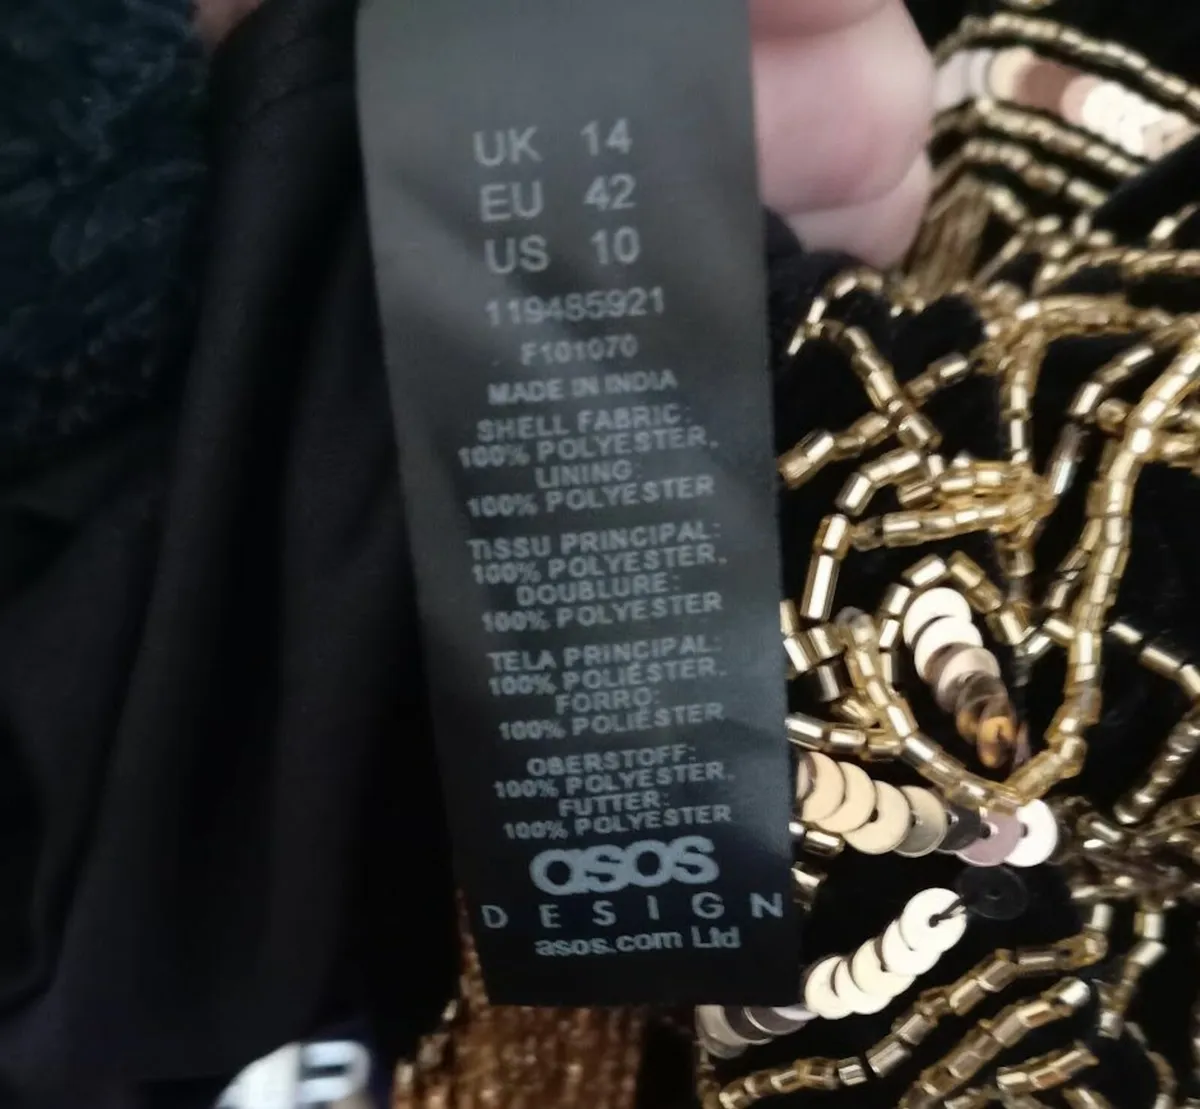 UK 14
EU 42
US 10
119485921
F101070
MADE IN INDIA
SHELL FABRIC:
100% POLYESTER.
LINING:
100% POLYESTER
TISSU PRINCIPAL:
100% POLYESTER.
DOUBLURE:
100% POLYESTER
TELA PRINCIPAL:
100% POLIÉSTER.
FORRO:
100% POLIÉSTER
OBERSTOFF:
100% POLYESTER.
FUTTER:
100% POLYESTER
asos
DESIGN
asos.com Ltd